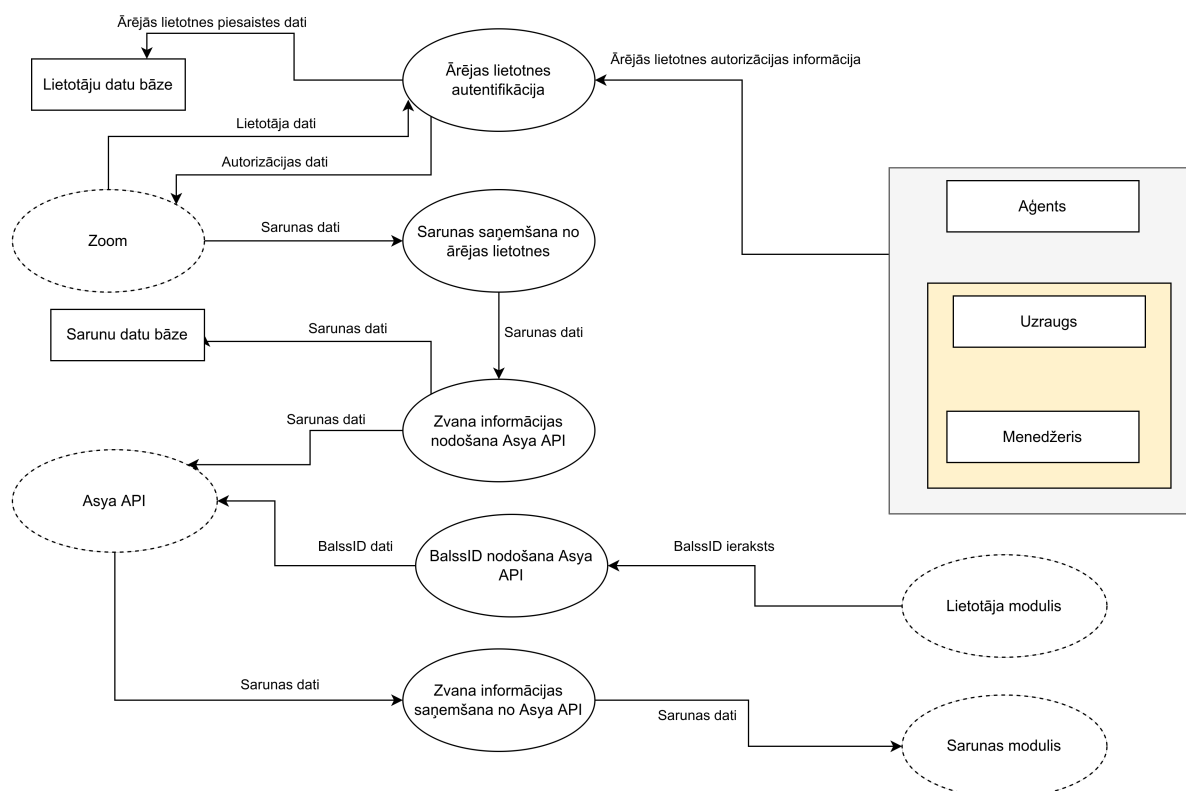 Ārējās lietotnes piesaistes dati
Lietotāju datu bāze
Ārējas lietotnes
autentifikācija
Ārējās lietotnes autorizācijas informācija
Lietotāja dati
Autorizācijas dati
Aģents
Zoom
Sarunas dati
Sarunas saņemšana no
ārējas lietotnes
Uzraugs
Sarunu datu bāze
Sarunas dati
Sarunas dati
Sarunas dati
Zvana informācijas
nodošana Asya API
Menedžeris
Asya API
BalssID dati
BalssID nodošana Asya
API
BalssID ieraksts
Lietotāja modulis
Sarunas dati
Zvana informācijas
saņemšana no Asya API
Sarunas dati
Sarunas modulis